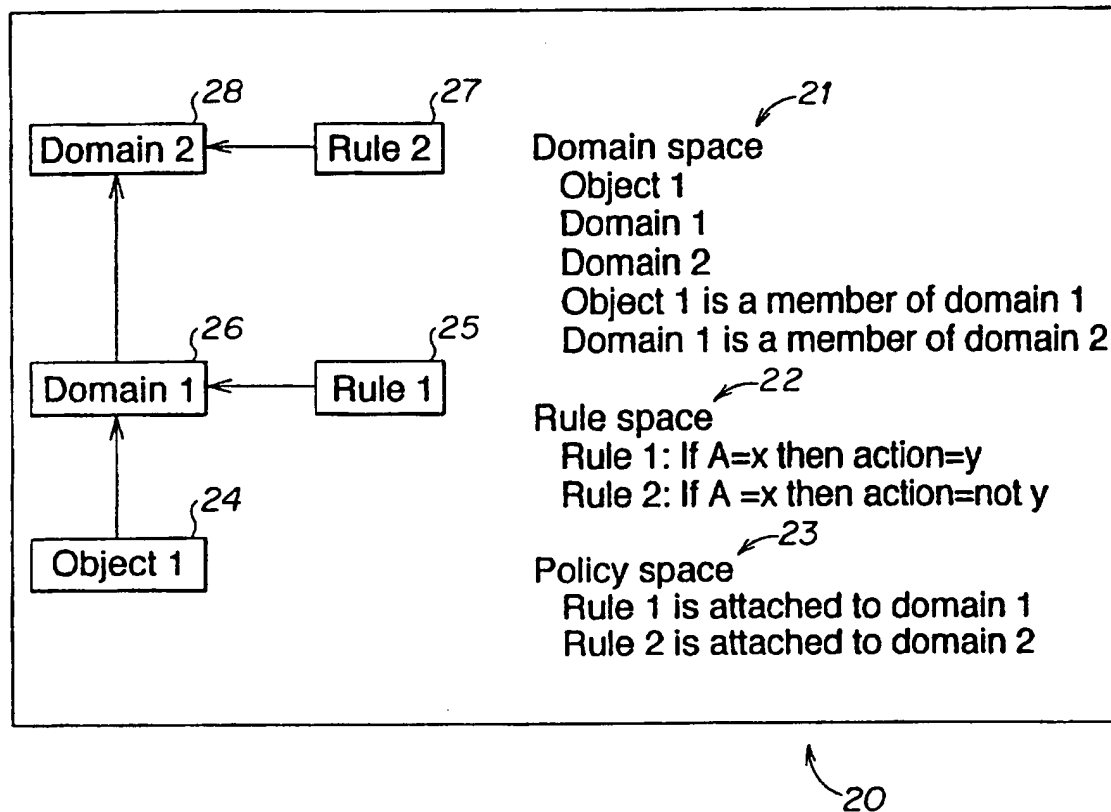 28
27
21
Domain 2
Rule 2
Domain space
Object 1
Domain 1
Domain 2
Object 1 is a member of domain 1
Domain 1 is a member of domain 2
26
25
Domain 1
Rule 1
22
Rule space
Rule 1: If A=x then action=y
Rule 2: If A =x then action=not y
24
Object 1
23
Policy space
Rule 1 is attached to domain 1
Rule 2 is attached to domain 2
20